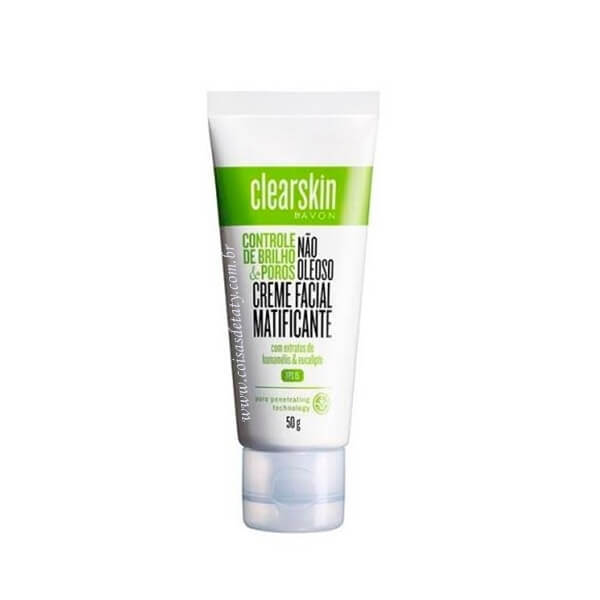 clearskin
AVON
CONTROLE
DE BRILHO
& POROS
NÃO
OLEOSO
CREME FACIAL
MATIFICANTE
com extratos de
hamamélis & eucalipto
FPS 15
pore penetrating
technology
50 g
www.coisasdetaty.com.br